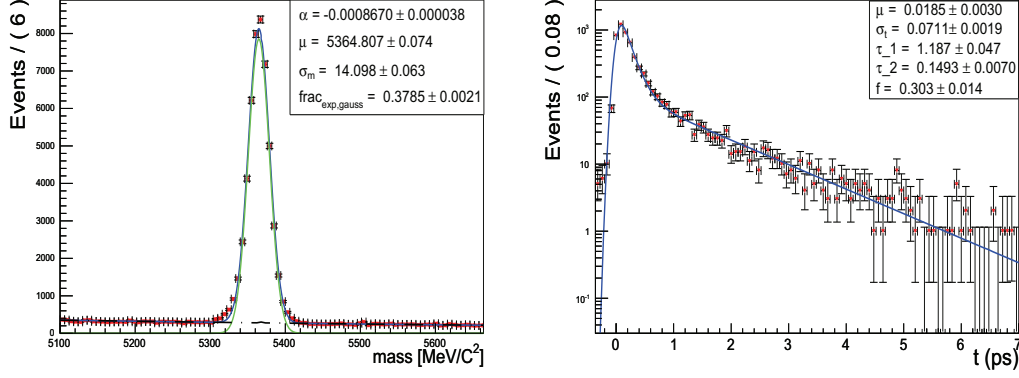 Events / ( 6 )
8000
7000
6000
5000
4000
3000
2000
1000
0
5100 5200 5300 5400 5500 5600
mass [MeV/C²]
α = -0.0008670 ± 0.000038
μ = 5364.807 ± 0.074
σm = 14.098 ± 0.063
frac exp,gauss = 0.3785 ± 0.0021
Events / ( 0.08 )
10³
10²
10
1
10⁻¹
0 1 2 3 4 5 6 7
t (ps)
μ = 0.0185 ± 0.0030
σt = 0.0711 ± 0.0019
τ_1 = 1.187 ± 0.047
τ_2 = 0.1493 ± 0.0070
f = 0.303 ± 0.014